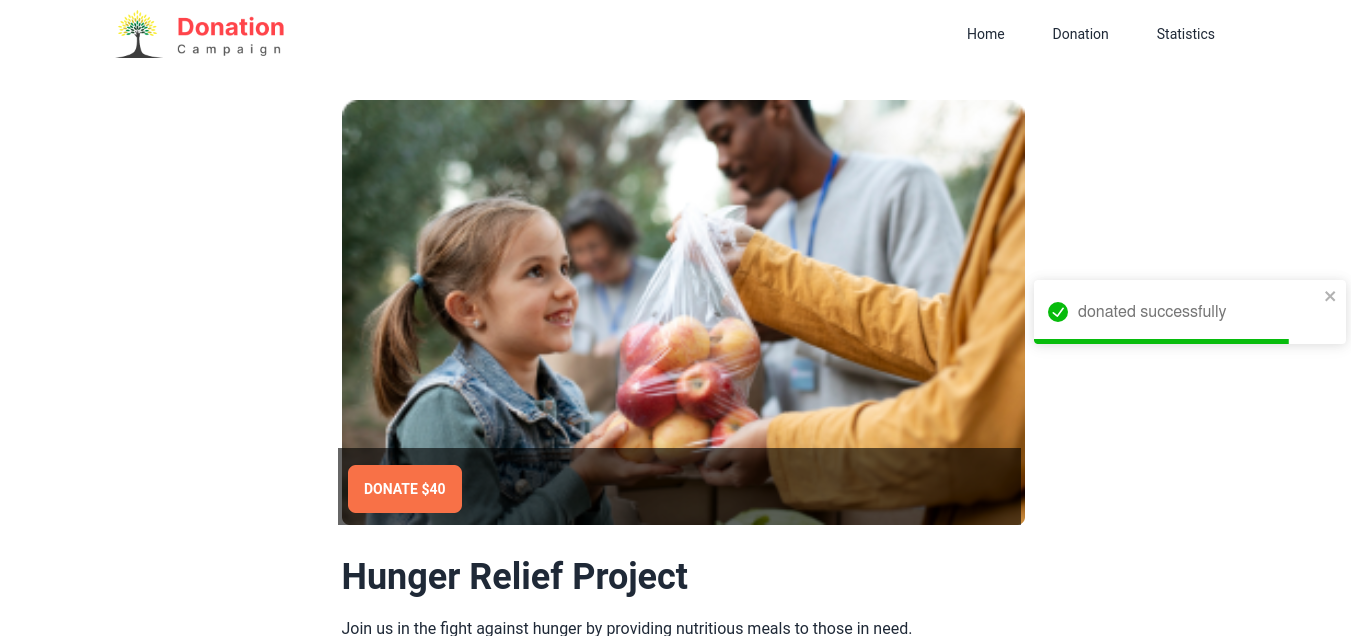 Donation
Campaign
Home
Donation
Statistics
donated successfully
DONATE $40
Hunger Relief Project
Join us in the fight against hunger by providing nutritious meals to those in need.